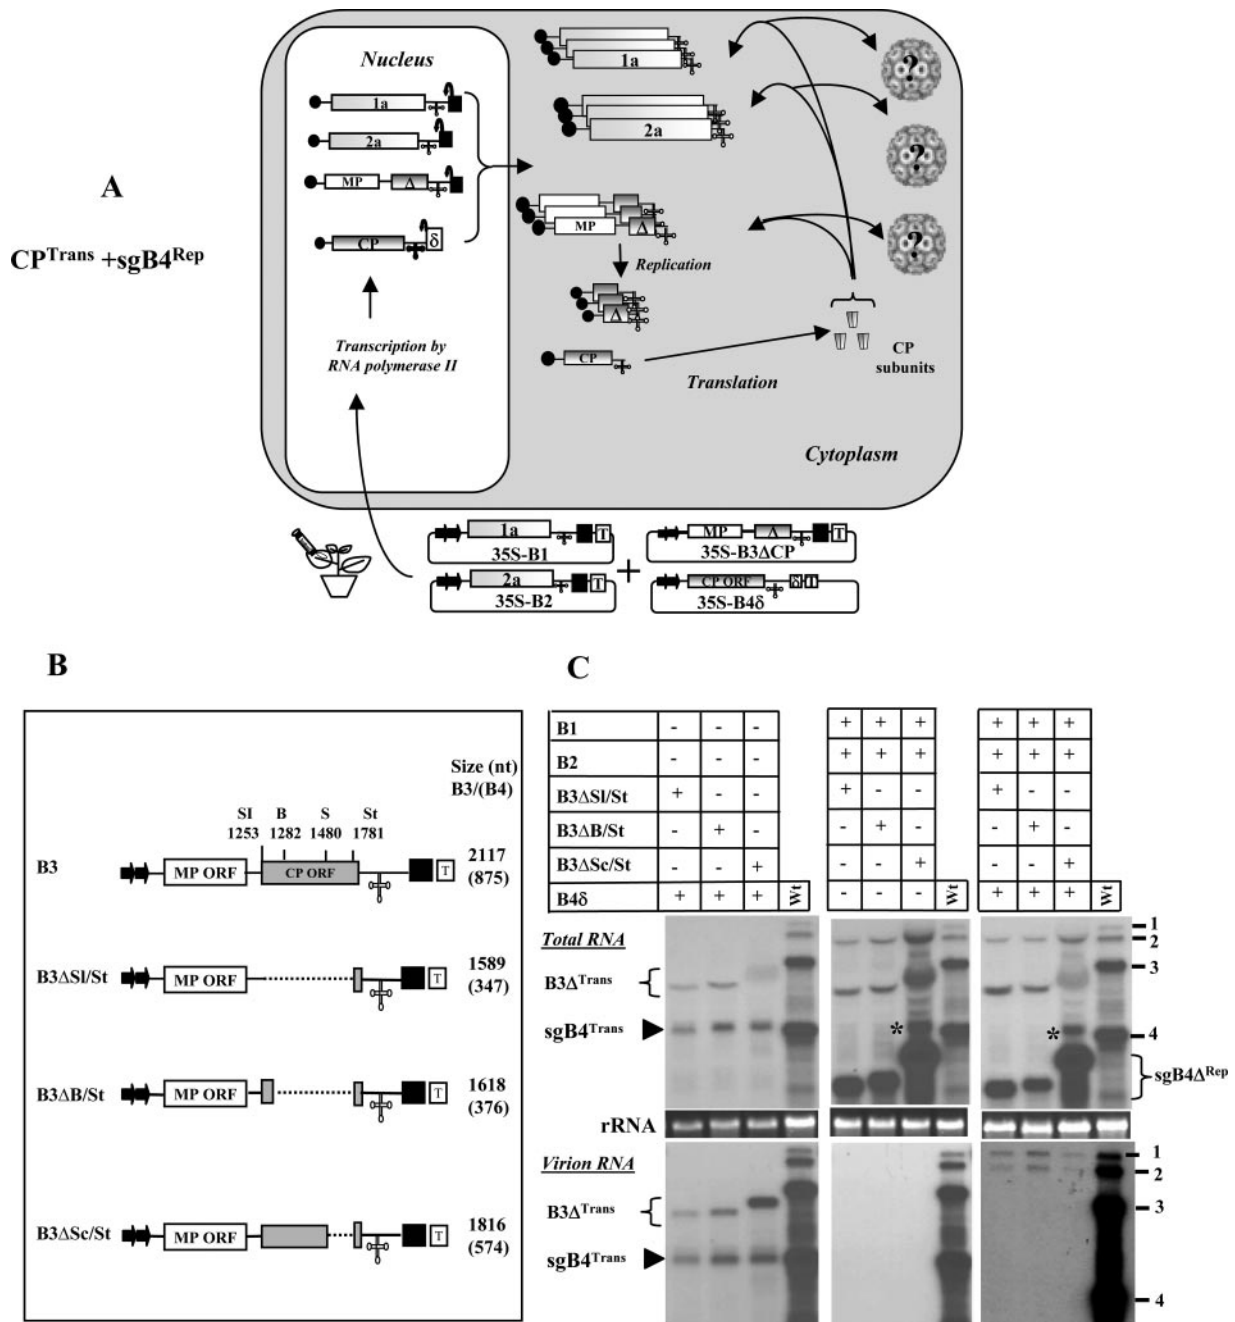 A
CP^Trans +sgB4^Rep
Nucleus
1a
2a
MP Δ
CP δ
Transcription by
RNA polymerase II
1a
2a
MP Δ
Replication
Δ
CP
Translation
CP
subunits
?
?
?
Cytoplasm
1a T
35S-B1
2a T
35S-B2
+
MP Δ T
35S-B3ΔCP
CP ORF δ T
35S-B4δ
B
Size (nt)
B3/(B4)
SI B S St
1253 1282 1480 1781
B3 MP ORF CP ORF T 2117
(875)
B3ΔSI/St MP ORF T 1589
(347)
B3ΔB/St MP ORF T 1618
(376)
B3ΔSc/St MP ORF T 1816
(574)
C
B1 - - - + + + + + +
B2 - - - + + + + + +
B3ΔSI/St + - - + - - + - -
B3ΔB/St - + - - + - - + -
B3ΔSc/St - - + - - + - - +
B4δ + + + Wt - - - Wt + + + Wt
Total RNA
B3Δ^Trans
sgB4^Trans
*
*
1
2
3
4
sgB4Δ^Rep
rRNA
Virion RNA
B3Δ^Trans
sgB4^Trans
1
2
3
4